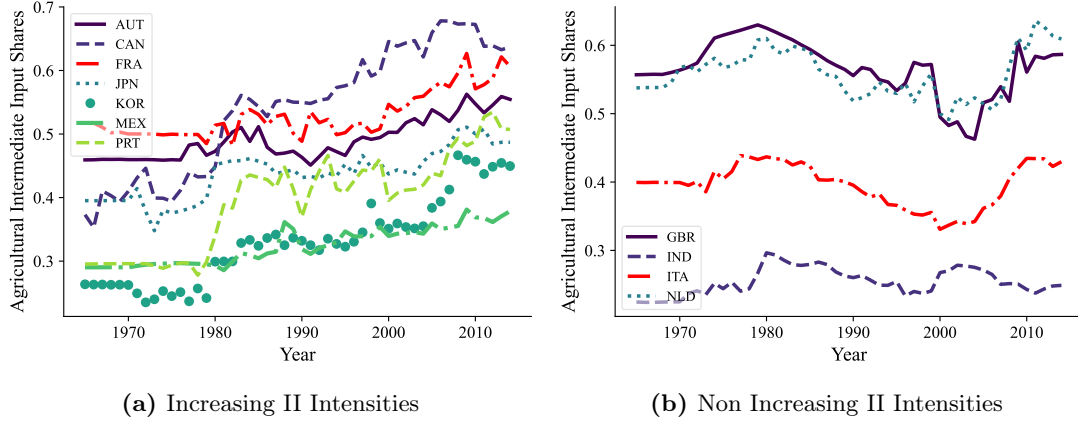 0.7
0.6
0.5
0.4
0.3
Agricultural Intermediate Input Shares
AUT
CAN
FRA
JPN
KOR
MEX
PRT
1970
1980
1990
2000
2010
Year
(a) Increasing II Intensities
0.6
0.5
0.4
0.3
Agricultural Intermediate Input Shares
GBR
IND
ITA
NLD
1970
1980
1990
2000
2010
Year
(b) Non Increasing II Intensities